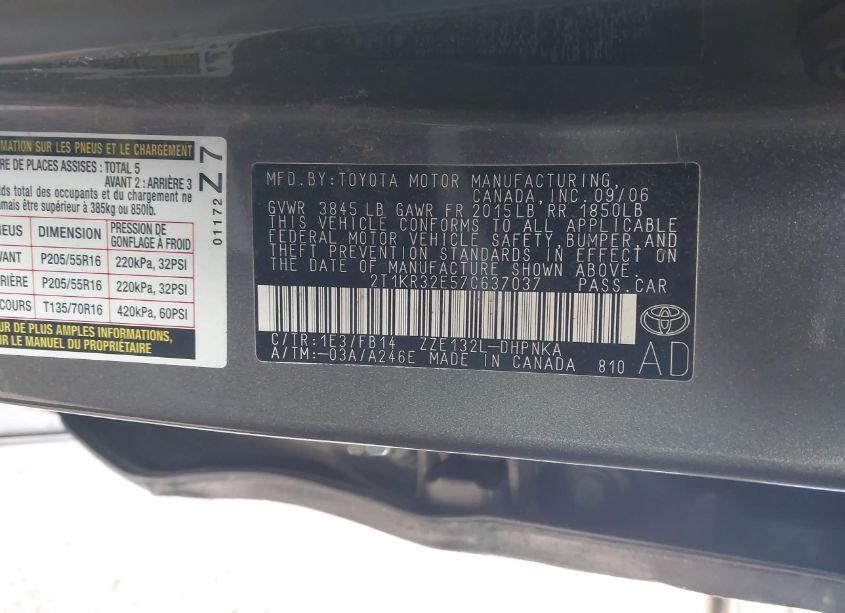 MATION SUR LES PNEUS ET LE CHARGEMENT
RE DE PLACES ASSISES : TOTAL 5
AVANT 2 : ARRIÈRE 3
ids total des occupants et du chargement ne
amais être supérieur à 385kg ou 850lb.
NEUS DIMENSION PRESSION DE GONFLAGE À FROID
VANT P205/55R16 220kPa, 32PSI
RIÈRE P205/55R16 220kPa, 32PSI
COURS T135/70R16 420kPa, 60PSI
UR DE PLUS AMPLES INFORMATIONS,
R LE MANUEL DU PROPRIÉTAIRE
01172 Z 7
MFD.BY:TOYOTA MOTOR MANUFACTURING,
CANADA, INC. 09/06
GVWR 3845 LB GAWR FR 2015LB RR 1850LB
THIS VEHICLE CONFORMS TO ALL APPLICABLE
FEDERAL MOTOR VEHICLE SAFETY,BUMPER,AND
THEFT PREVENTION STANDARDS IN EFFECT ON
THE DATE OF MANUFACTURE SHOWN ABOVE.
2T1KR32E57C637037 PASS.CAR
C/TR:1E3/FB14 ZZE132L-DHPNKA
A/TM:-03A/A246E MADE IN CANADA 810
AD